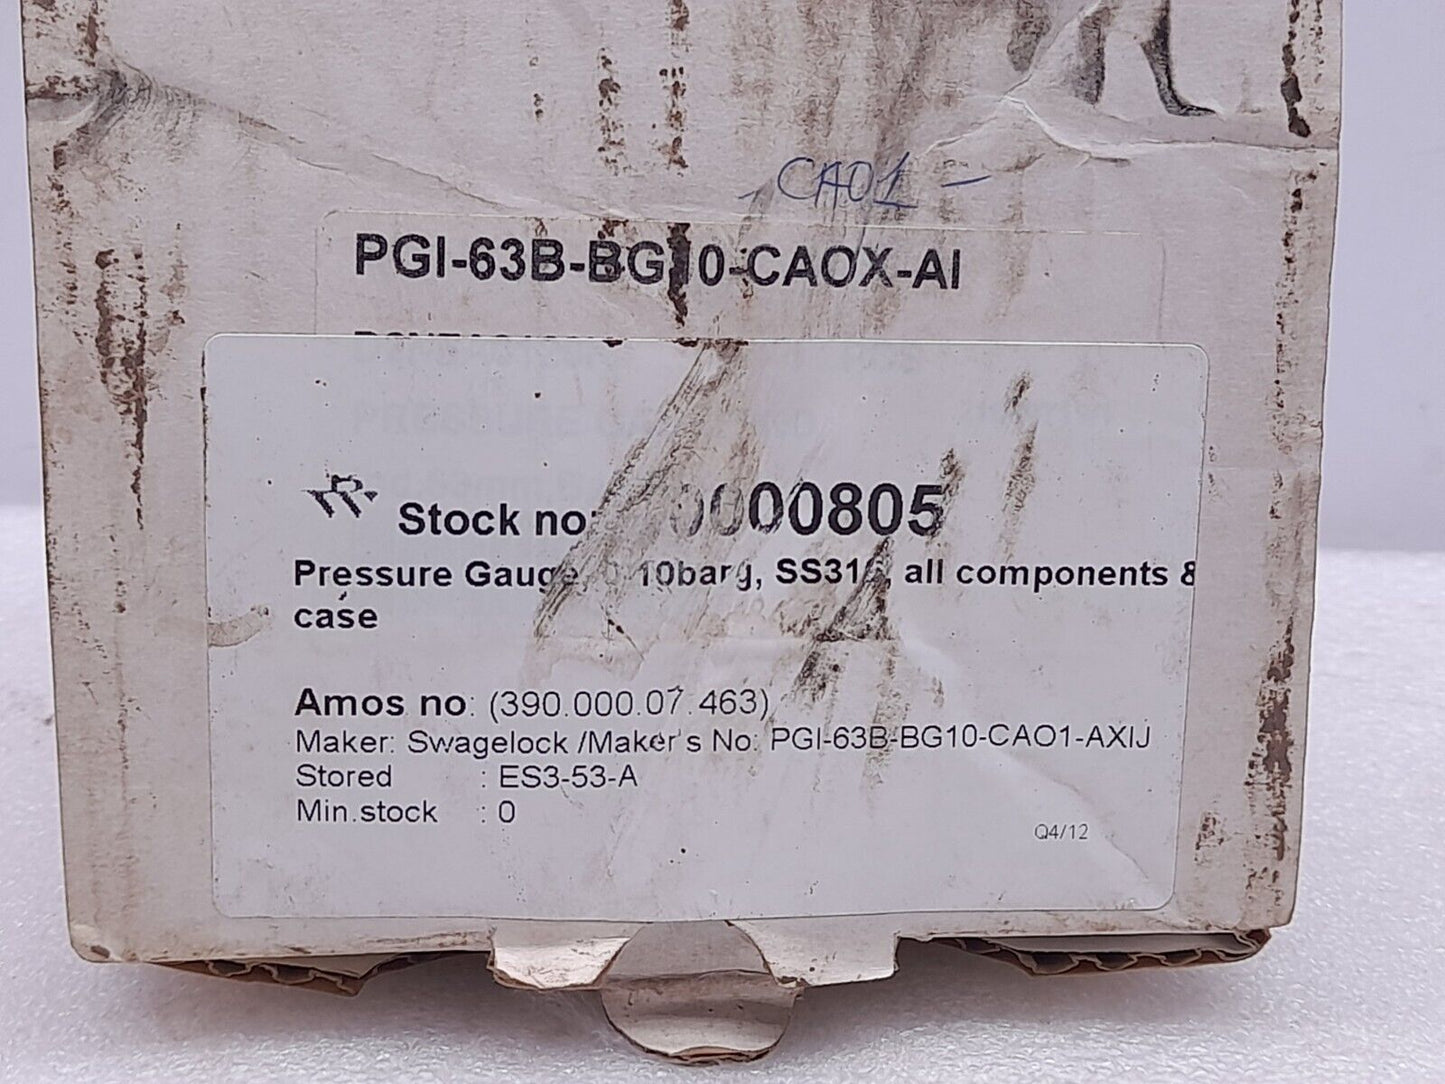 - CA01 -
PGI-63B-BG10-CAOX-AI
Stock no: 0000805
Pressure Gauge, 0-10barg, SS316, all components &
case
Amos no: (390.000.07.463)
Maker: Swagelock /Maker's No: PGI-63B-BG10-CAO1-AXIJ
Stored : ES3-53-A
Min.stock : 0
Q4/12